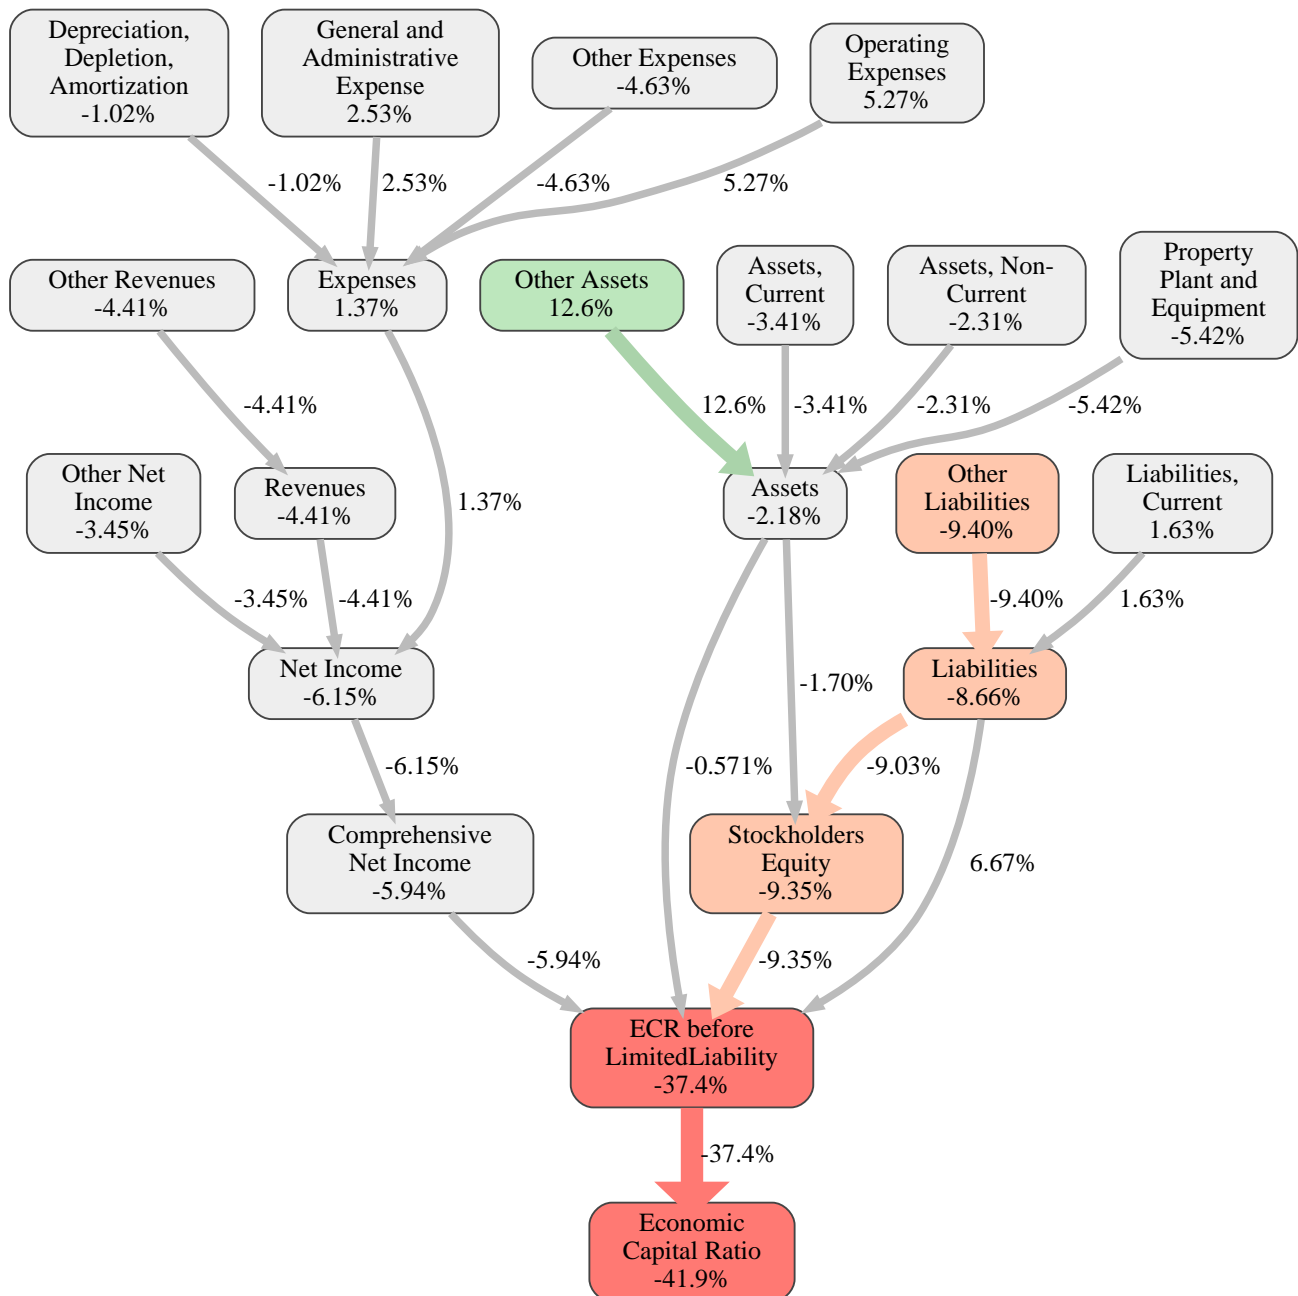 Depreciation,
Depletion,
Amortization
-1.02%
General and
Administrative
Expense
2.53%
Other Expenses
-4.63%
Operating
Expenses
5.27%
-1.02%
2.53%
-4.63%
5.27%
Other Revenues
-4.41%
Expenses
1.37%
Other Assets
12.6%
Assets,
Current
-3.41%
Assets, Non-
Current
-2.31%
Property
Plant and
Equipment
-5.42%
-4.41%
12.6%
-3.41%
-2.31%
-5.42%
Other Net
Income
-3.45%
Revenues
-4.41%
1.37%
Assets
-2.18%
Other
Liabilities
-9.40%
Liabilities,
Current
1.63%
-3.45%
-4.41%
-9.40%
1.63%
Net Income
-6.15%
-1.70%
Liabilities
-8.66%
-6.15%
-0.571%
-9.03%
Comprehensive
Net Income
-5.94%
Stockholders
Equity
-9.35%
6.67%
-5.94%
-9.35%
ECR before
LimitedLiability
-37.4%
-37.4%
Economic
Capital Ratio
-41.9%